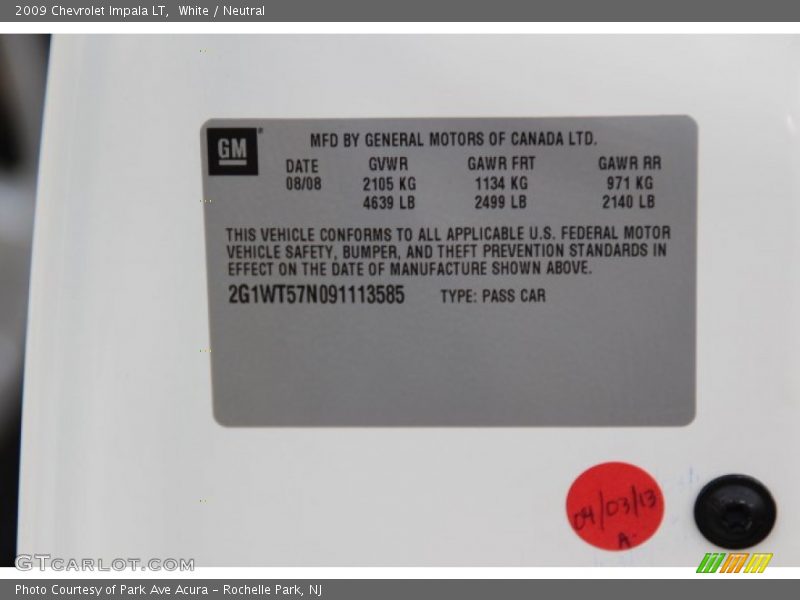 2009 Chevrolet Impala LT,  White / Neutral
GM
MFD BY GENERAL MOTORS OF CANADA LTD.
DATE GVWR GAWR FRT GAWR RR
08/08 2105 KG 1134 KG 971 KG
4639 LB 2499 LB 2140 LB
THIS VEHICLE CONFORMS TO ALL APPLICABLE U.S. FEDERAL MOTOR
VEHICLE SAFETY, BUMPER, AND THEFT PREVENTION STANDARDS IN
EFFECT ON THE DATE OF MANUFACTURE SHOWN ABOVE.
2G1WT57N091113585 TYPE: PASS CAR
04/03/13
A
GTCARLOT.COM
Photo Courtesy of Park Ave Acura - Rochelle Park, NJ